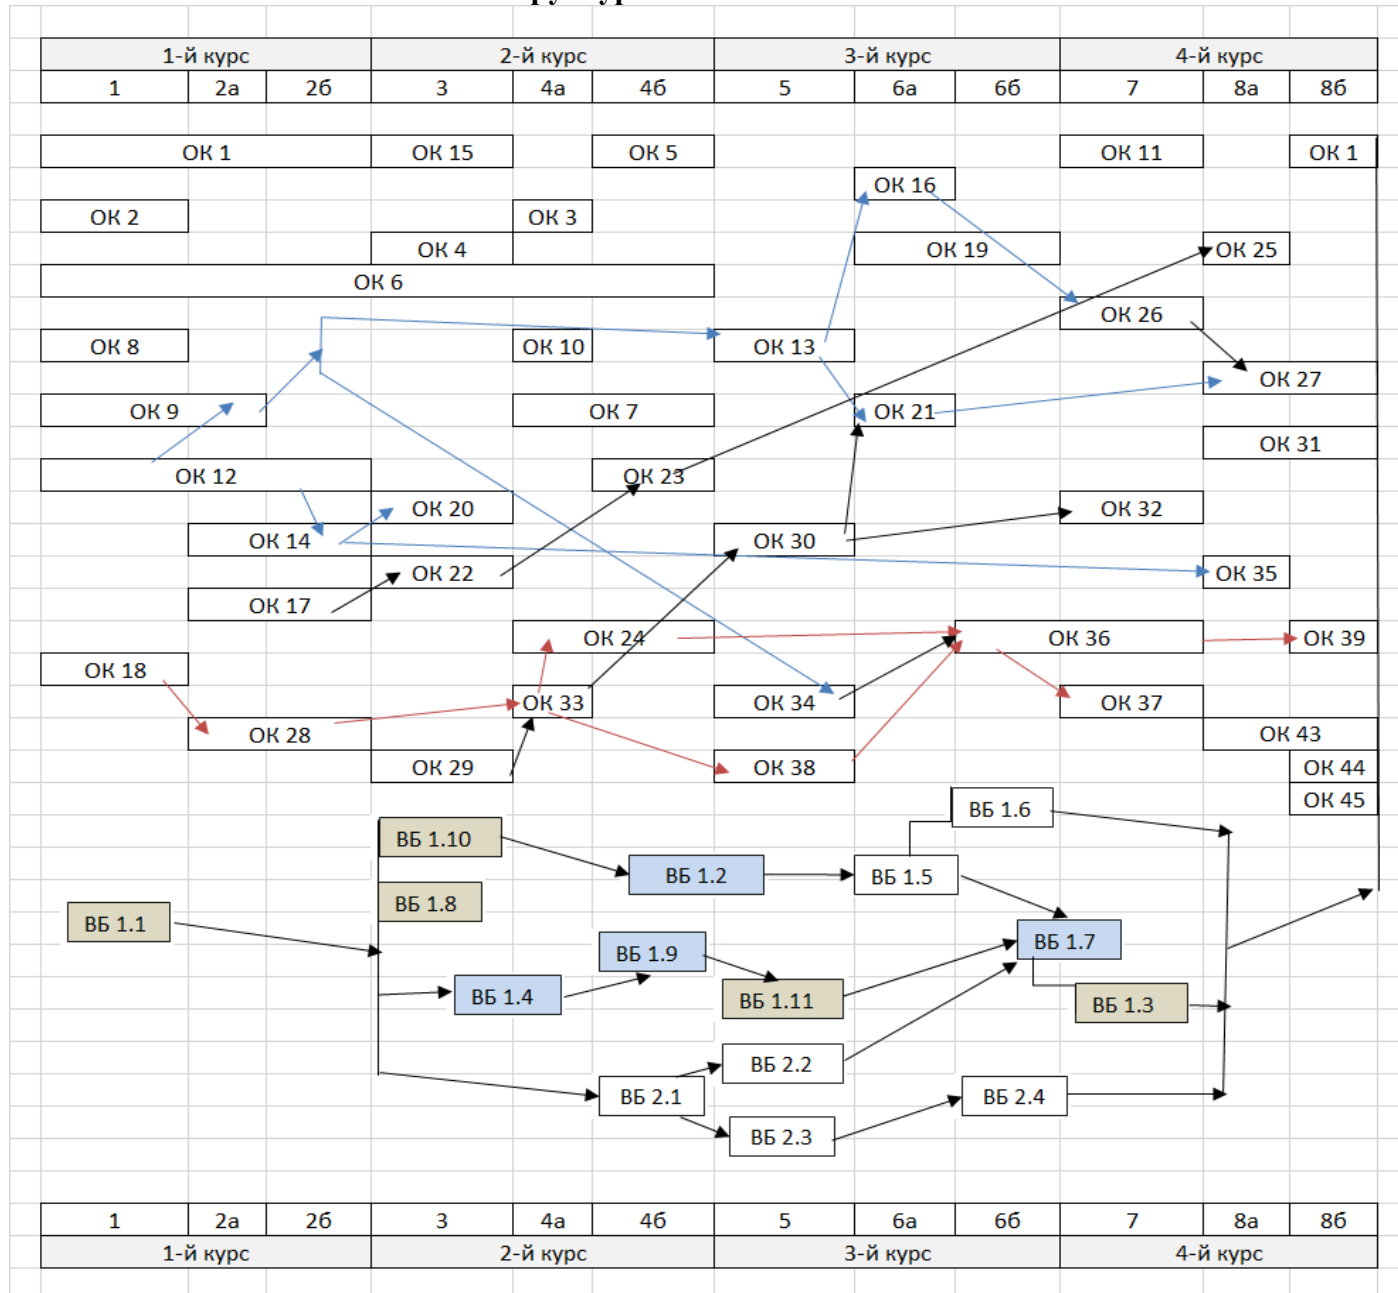 1-й курс 2-й курс 3-й курс 4-й курс
1 2а 2б 3 4а 4б 5 6а 6б 7 8а 8б
ОК 1 ОК 15 ОК 5 ОК 11 ОК 1
ОК 16
ОК 2 ОК 3
ОК 4 ОК 19 ОК 25
ОК 6
ОК 26
ОК 8 ОК 10 ОК 13
ОК 27
ОК 9 ОК 7 ОК 21
ОК 31
ОК 12 ОК 23
ОК 20 ОК 32
ОК 14 ОК 30
ОК 22 ОК 35
ОК 17
ОК 24 ОК 36 ОК 39
ОК 18
ОК 33 ОК 34 ОК 37
ОК 28 ОК 43
ОК 29 ОК 38 ОК 44
ОК 45
ВБ 1.6
ВБ 1.10
ВБ 1.2 ВБ 1.5
ВБ 1.8
ВБ 1.1
ВБ 1.7
ВБ 1.9
ВБ 1.4 ВБ 1.11 ВБ 1.3
ВБ 2.2
ВБ 2.1 ВБ 2.4
ВБ 2.3
1 2а 2б 3 4а 4б 5 6а 6б 7 8а 8б
1-й курс 2-й курс 3-й курс 4-й курс